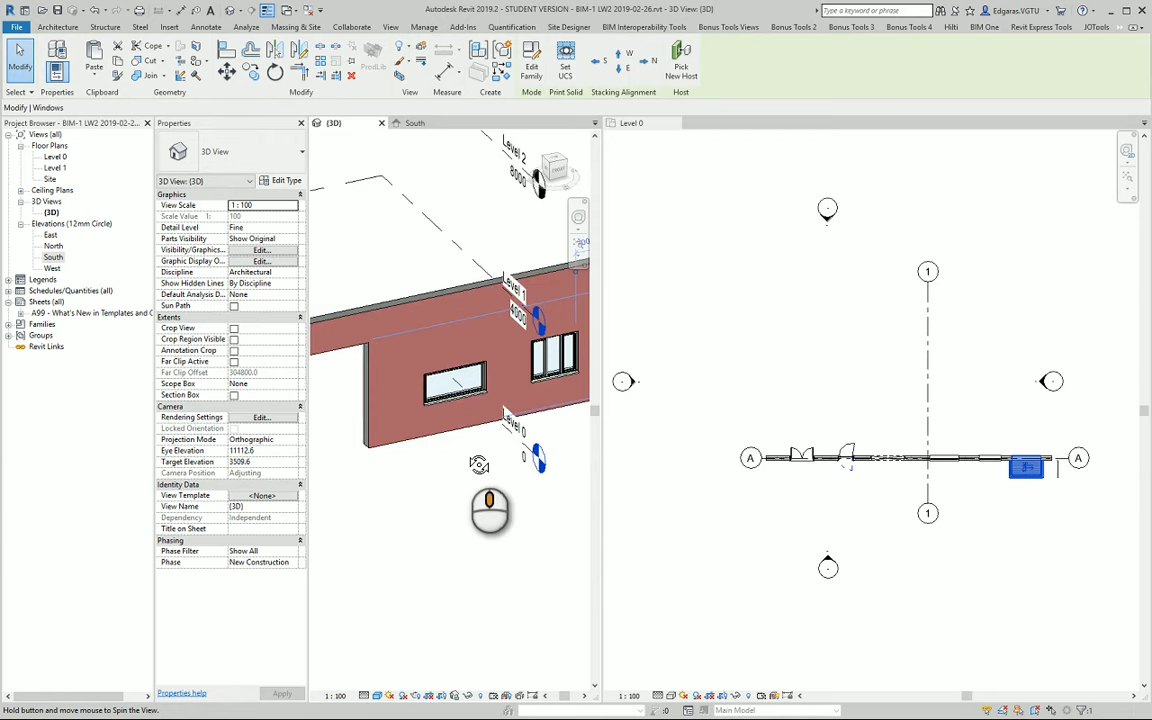 Autodesk Revit 2019.2 - STUDENT VERSION - BIM-1 LW2 2019-02-26.rvt - 3D View: {3D}
Type a keyword or phrase
Edgaras.VGTU
File Architecture Structure Steel Insert Annotate Analyze Massing & Site Collaborate View Manage Add-Ins Quantification Site Designer BIM Interoperability Tools Bonus Tools Views Bonus Tools 2 Bonus Tools 3 Bonus Tools 4 Hilti BIM One Revit Express Tools JOTools
Modify
Paste
Cope
Cut
Join
ProdLib
Edit Family
Set UCS
S N W E
Pick New Host
Select Properties Clipboard Geometry Modify View Measure Create Mode Print Solid Stacking Alignment Host
Modify | Windows
Project Browser - BIM-1 LW2 2019-02-2...
Views (all)
Floor Plans
Level 0
Level 1
Site
Ceiling Plans
3D Views
{3D}
Elevations (12mm Circle)
East
North
South
West
Legends
Schedules/Quantities (all)
Sheets (all)
A99 - What's New in Templates and C
Families
Groups
Revit Links
Properties
3D View
3D View: {3D} Edit Type
Graphics
View Scale 1 : 100
Scale Value 1: 100
Detail Level Fine
Parts Visibility Show Original
Visibility/Graphics... Edit...
Graphic Display O... Edit...
Discipline Architectural
Show Hidden Lines By Discipline
Default Analysis D... None
Sun Path
Extents
Crop View
Crop Region Visible
Annotation Crop
Far Clip Active
Far Clip Offset 304800.0
Scope Box None
Section Box
Camera
Rendering Settings Edit...
Locked Orientation
Projection Mode Orthographic
Eye Elevation 11112.6
Target Elevation 3509.6
Camera Position Adjusting
Identity Data
View Template <None>
View Name {3D}
Dependency Independent
Title on Sheet
Phasing
Phase Filter Show All
Phase New Construction
Properties help Apply
{3D}
South
Level 2
8000
FRONT
Level 1
4000
Level 0
0
1 : 100
Level 0
1
A
A
1
1 : 100
Hold button and move mouse to Spin the View.
:0
Main Model
:1